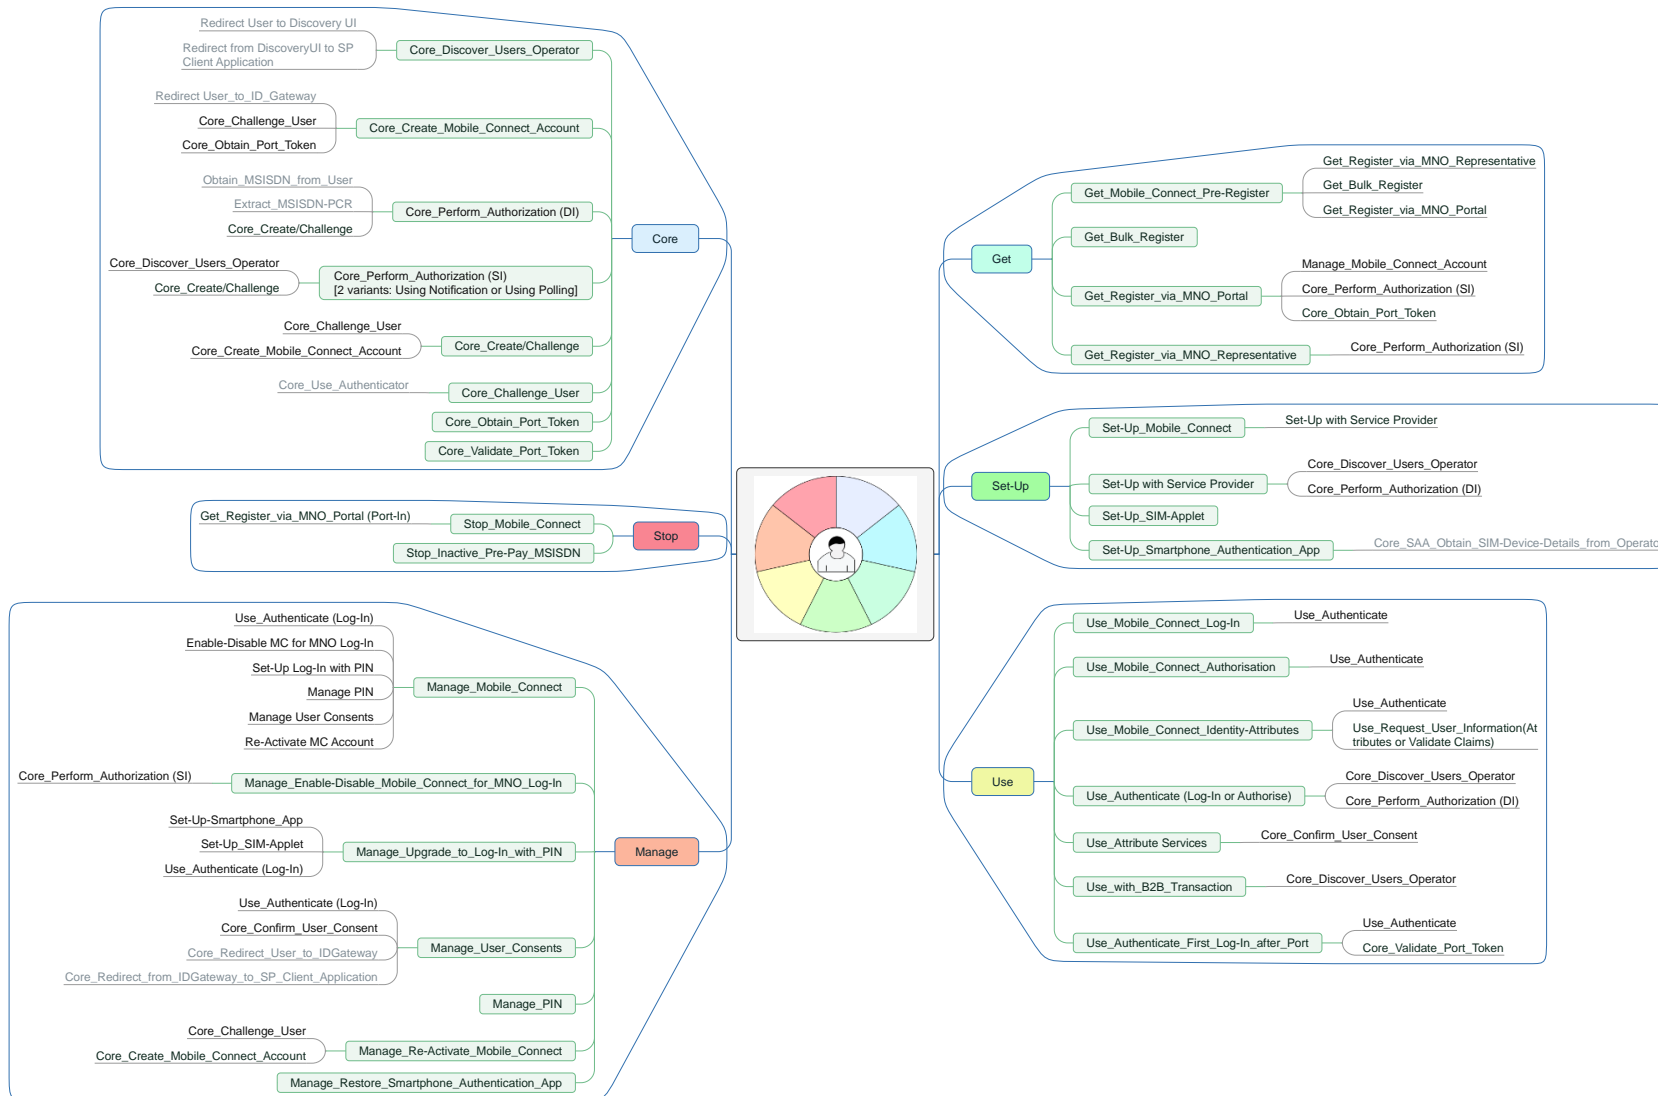 Redirect User to Discovery UI
Redirect from DiscoveryUI to SP
Client Application
Core_Discover_Users_Operator
Redirect User_to_ID_Gateway
Core_Challenge_User
Core_Obtain_Port_Token
Core_Create_Mobile_Connect_Account
Obtain_MSISDN_from_User
Extract_MSISDN-PCR
Core_Create/Challenge
Core_Perform_Authorization (DI)
Core_Discover_Users_Operator
Core_Create/Challenge
Core_Perform_Authorization (SI)
[2 variants: Using Notification or Using Polling]
Core_Challenge_User
Core_Create_Mobile_Connect_Account
Core_Create/Challenge
Core_Use_Authenticator
Core_Challenge_User
Core_Obtain_Port_Token
Core_Validate_Port_Token
Core
Get_Register_via_MNO_Portal (Port-In)
Stop_Mobile_Connect
Stop_Inactive_Pre-Pay_MSISDN
Stop
Use_Authenticate (Log-In)
Enable-Disable MC for MNO Log-In
Set-Up Log-In with PIN
Manage PIN
Manage User Consents
Re-Activate MC Account
Manage_Mobile_Connect
Core_Perform_Authorization (SI)
Manage_Enable-Disable_Mobile_Connect_for_MNO_Log-In
Set-Up-Smartphone_App
Set-Up_SIM-Applet
Use_Authenticate (Log-In)
Manage_Upgrade_to_Log-In_with_PIN
Manage
Use_Authenticate (Log-In)
Core_Confirm_User_Consent
Core_Redirect_User_to_IDGateway
Core_Redirect_from_IDGateway_to_SP_Client_Application
Manage_User_Consents
Manage_PIN
Core_Challenge_User
Core_Create_Mobile_Connect_Account
Manage_Re-Activate_Mobile_Connect
Manage_Restore_Smartphone_Authentication_App
Get
Get_Mobile_Connect_Pre-Register
Get_Register_via_MNO_Representative
Get_Bulk_Register
Get_Register_via_MNO_Portal
Get_Bulk_Register
Get_Register_via_MNO_Portal
Manage_Mobile_Connect_Account
Core_Perform_Authorization (SI)
Core_Obtain_Port_Token
Get_Register_via_MNO_Representative
Core_Perform_Authorization (SI)
Set-Up
Set-Up_Mobile_Connect
Set-Up with Service Provider
Set-Up with Service Provider
Core_Discover_Users_Operator
Core_Perform_Authorization (DI)
Set-Up_SIM-Applet
Set-Up_Smartphone_Authentication_App
Core_SAA_Obtain_SIM-Device-Details_from_Operato
Use
Use_Mobile_Connect_Log-In
Use_Authenticate
Use_Mobile_Connect_Authorisation
Use_Authenticate
Use_Mobile_Connect_Identity-Attributes
Use_Authenticate
Use_Request_User_Information(At
tributes or Validate Claims)
Use_Authenticate (Log-In or Authorise)
Core_Discover_Users_Operator
Core_Perform_Authorization (DI)
Use_Attribute Services
Core_Confirm_User_Consent
Use_with_B2B_Transaction
Core_Discover_Users_Operator
Use_Authenticate_First_Log-In_after_Port
Use_Authenticate
Core_Validate_Port_Token